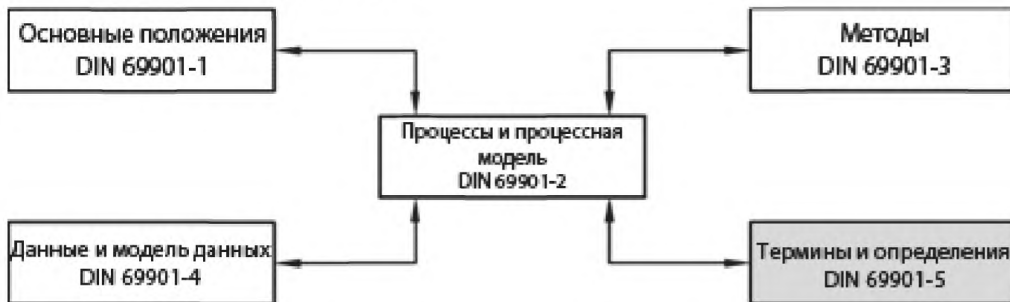 Основные положения
DIN 69901-1
Методы
DIN 69901-3
Процессы и процессная
модель
DIN 69901-2
Данные и модель данных
DIN 69901-4
Термины и определения
DIN 69901-5